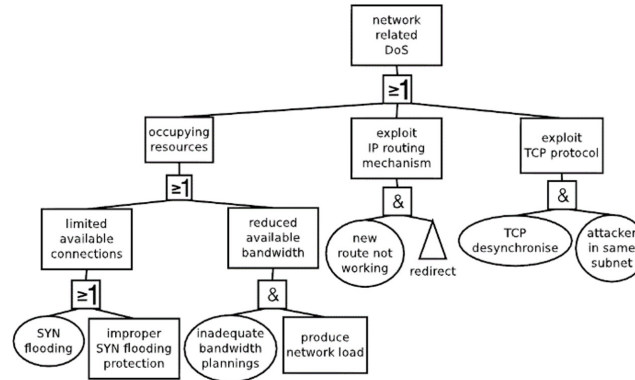 network
related
DoS
≥1
occupying
resources
exploit
IP routing
mechanism
exploit
TCP protocol
≥1
&
&
limited
available
connections
reduced
available
bandwidth
new
route not
working
redirect
TCP
desynchronise
attacker
in same
subnet
≥1
&
SYN
flooding
improper
SYN flooding
protection
inadequate
bandwidth
plannings
produce
network load